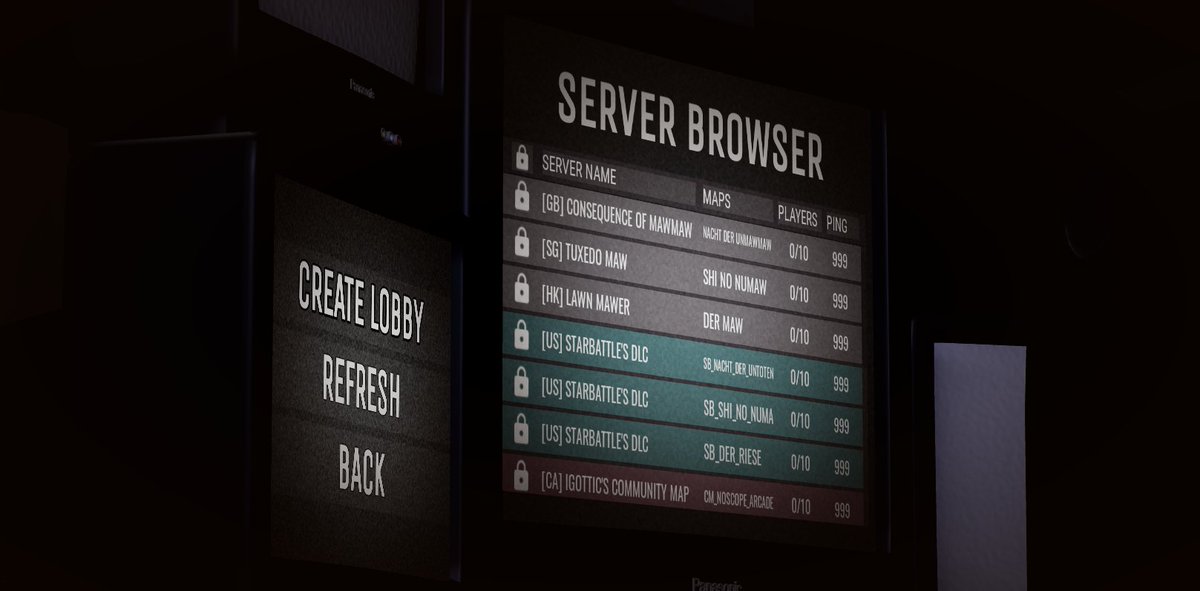 Panasonic
CREATE LOBBY
REFRESH
BACK
SERVER BROWSER
SERVER NAME MAPS PLAYERS PING
[GB] CONSEQUENCE OF MAWMAW NACHT DER UNMAWMAW 0/10 999
[SG] TUXEDO MAW SHI NO NUMAW 0/10 999
[HK] LAWN MAWER DER MAW 0/10 999
[US] STARBATTLE'S DLC SB_NACHT_DER_UNTOTEN 0/10 999
[US] STARBATTLE'S DLC SB_SHI_NO_NUMA 0/10 999
[US] STARBATTLE'S DLC SB_DER_RIESE 0/10 999
[CA] IGOTTIC'S COMMUNITY MAP CM_NOSCOPE_ARCADE 0/10 999
Panasonic